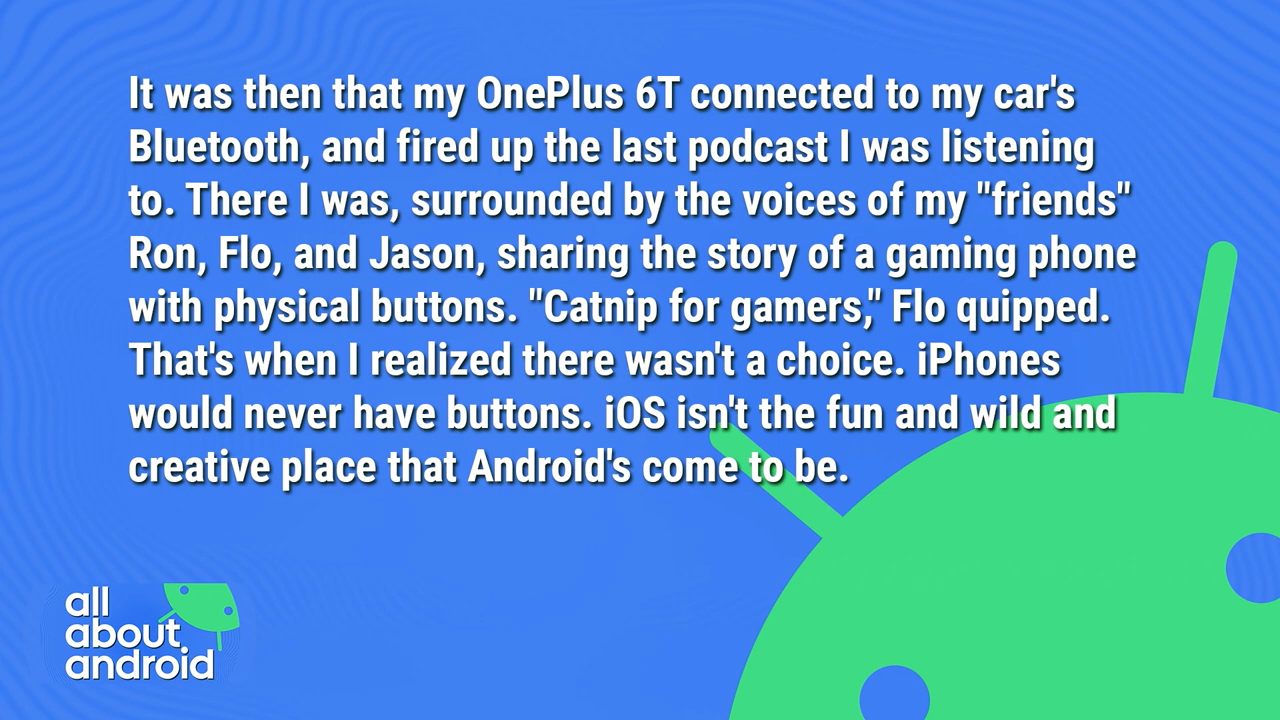 It was then that my OnePlus 6T connected to my car's
Bluetooth, and fired up the last podcast I was listening
to. There I was, surrounded by the voices of my "friends"
Ron, Flo, and Jason, sharing the story of a gaming phone
with physical buttons. "Catnip for gamers," Flo quipped.
That's when I realized there wasn't a choice. iPhones
would never have buttons. iOS isn't the fun and wild and
creative place that Android's come to be.
all
about
android